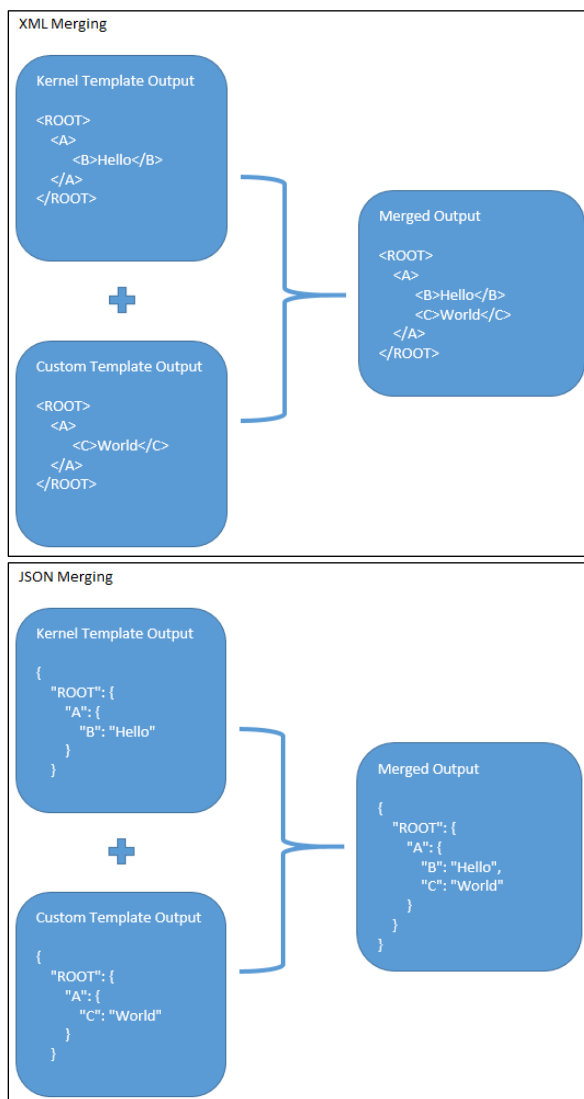 XML Merging
Kernel Template Output
<ROOT>
<A>
<B>Hello</B>
</A>
</ROOT>
Custom Template Output
<ROOT>
<A>
<C>World</C>
</A>
</ROOT>
Merged Output
<ROOT>
<A>
<B>Hello</B>
<C>World</C>
</A>
</ROOT>
JSON Merging
Kernel Template Output
{
"ROOT": {
"A": {
"B": "Hello"
}
}
Custom Template Output
{
"ROOT": {
"A": {
"C": "World"
}
}
Merged Output
{
"ROOT": {
"A": {
"B": "Hello",
"C": "World"
}
}
}